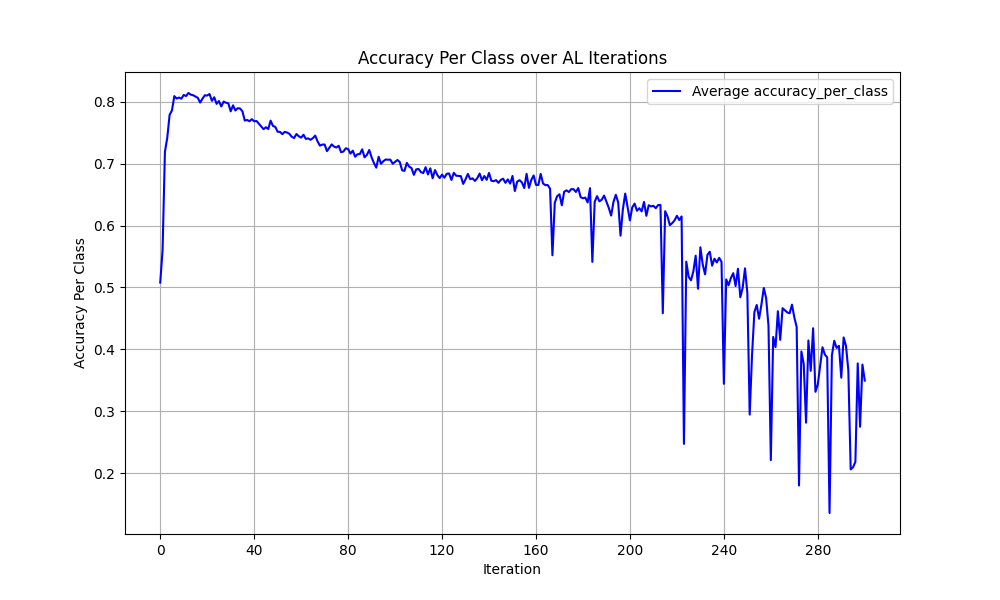 Accuracy Per Class over AL Iterations
Average accuracy_per_class
Accuracy Per Class
0.8
0.7
0.6
0.5
0.4
0.3
0.2
0 40 80 120 160 200 240 280
Iteration